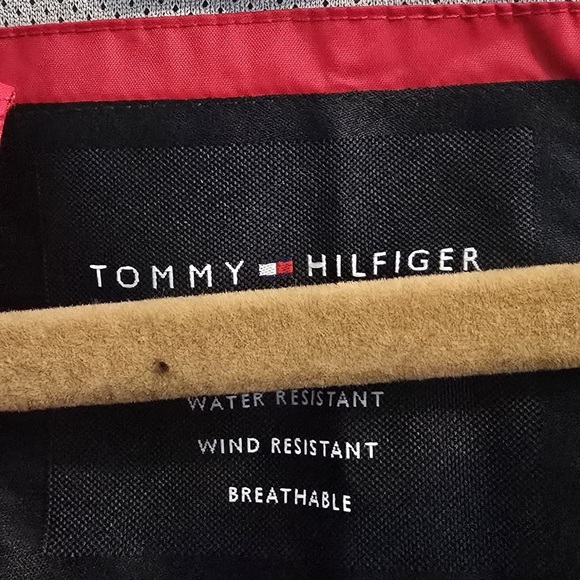 TOMMY HILFIGER
WATER RESISTANT
WIND RESISTANT
BREATHABLE